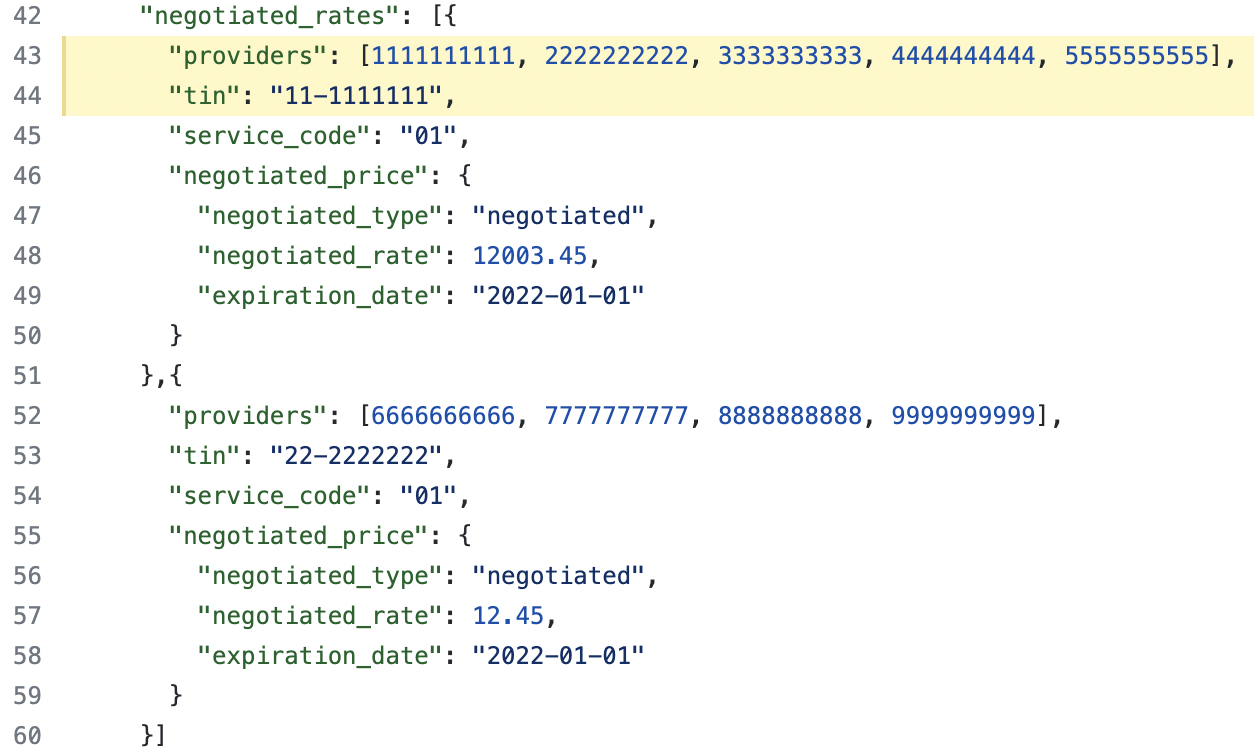 42 "negotiated_rates": [{
43 "providers": [1111111111, 2222222222, 3333333333, 4444444444, 5555555555],
44 "tin": "11-1111111",
45 "service_code": "01",
46 "negotiated_price": {
47 "negotiated_type": "negotiated",
48 "negotiated_rate": 12003.45,
49 "expiration_date": "2022-01-01"
50 }
51 },{
52 "providers": [6666666666, 7777777777, 8888888888, 9999999999],
53 "tin": "22-2222222",
54 "service_code": "01",
55 "negotiated_price": {
56 "negotiated_type": "negotiated",
57 "negotiated_rate": 12.45,
58 "expiration_date": "2022-01-01"
59 }
60 }]